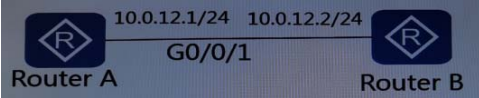 10.0.12.1/24 10.0.12.2/24
R R
G0/0/1
Router A Router B